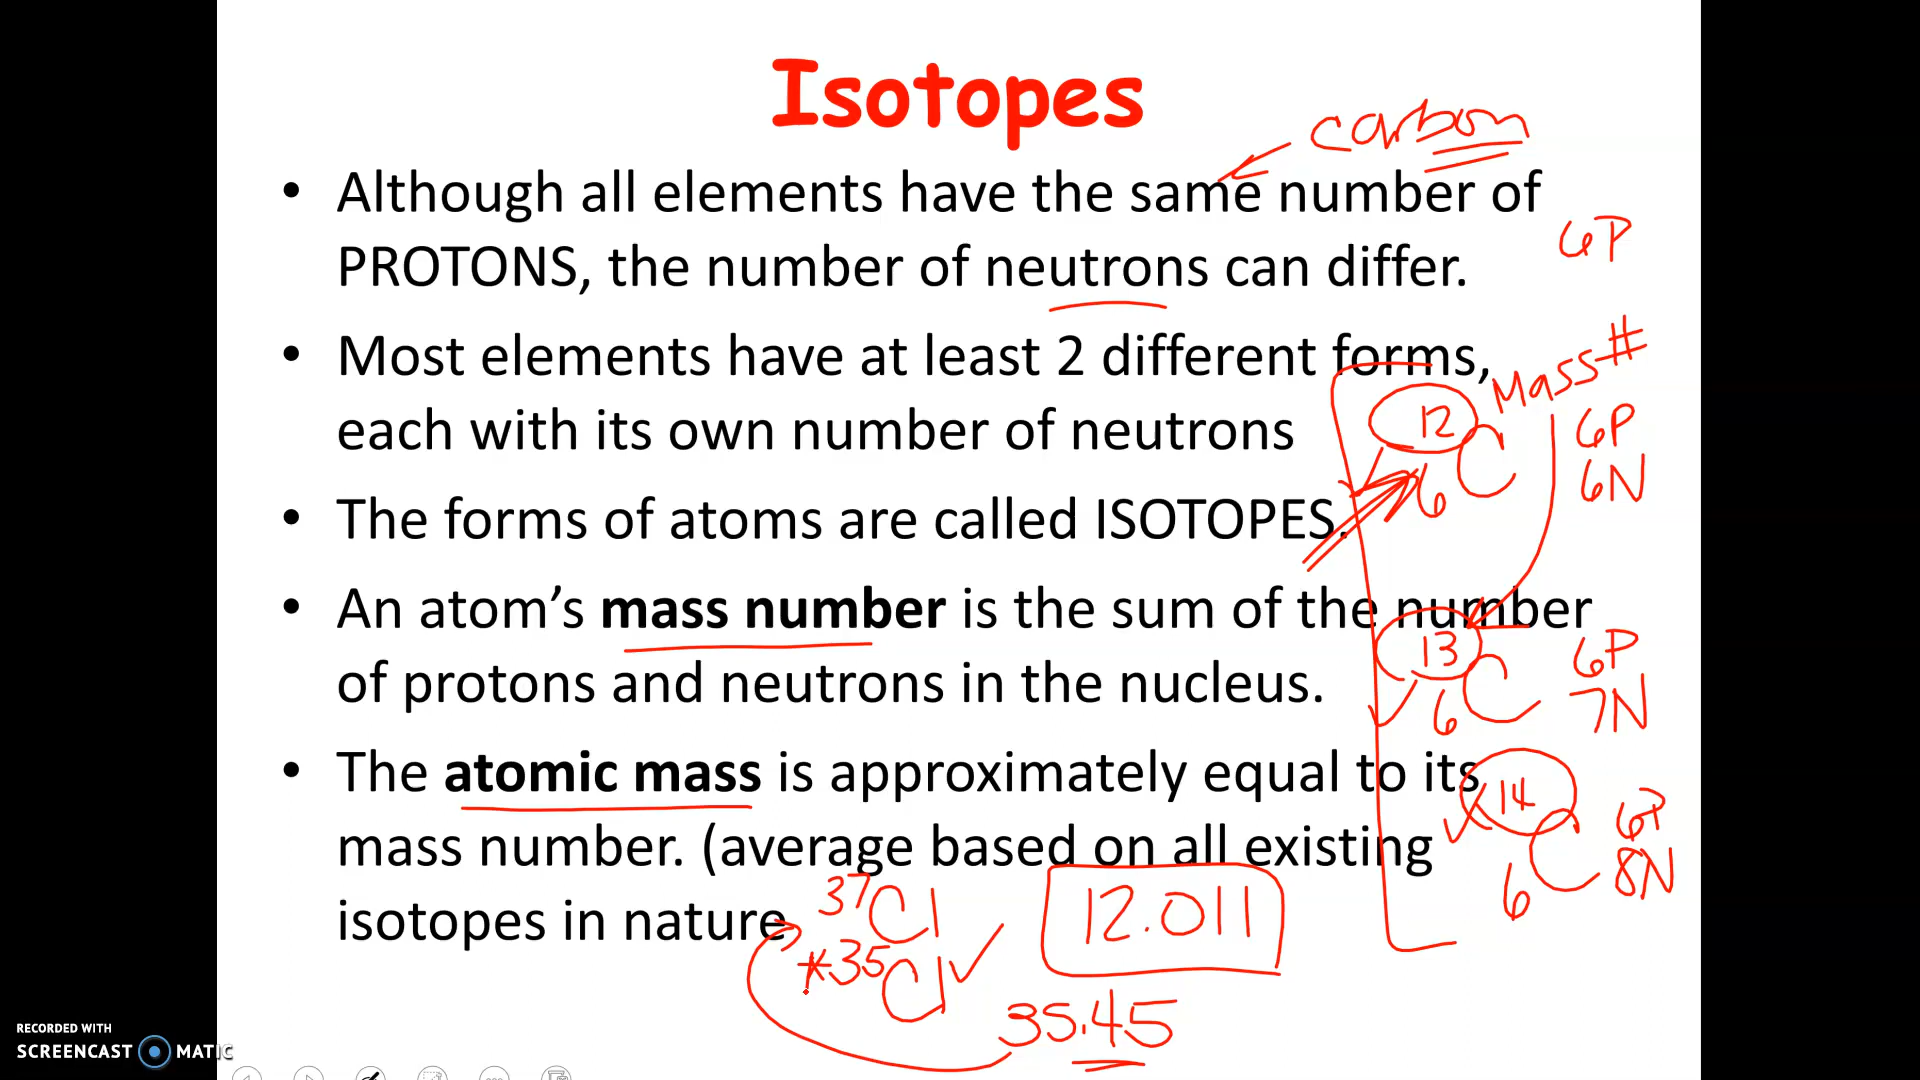 Isotopes
carbon
• Although all elements have the same number of
PROTONS, the number of neutrons can differ.
6P
• Most elements have at least 2 different forms,
each with its own number of neutrons
Mass #
12
6 C
6P
6N
• The forms of atoms are called ISOTOPES.
• An atom’s mass number is the sum of the number
of protons and neutrons in the nucleus.
13
6 C
6P
7N
• The atomic mass is approximately equal to its
mass number. (average based on all existing
isotopes in nature
14
6 C
6P
8N
37Cl
*35Cl
12.011
35.45
RECORDED WITH
SCREENCAST MATIC